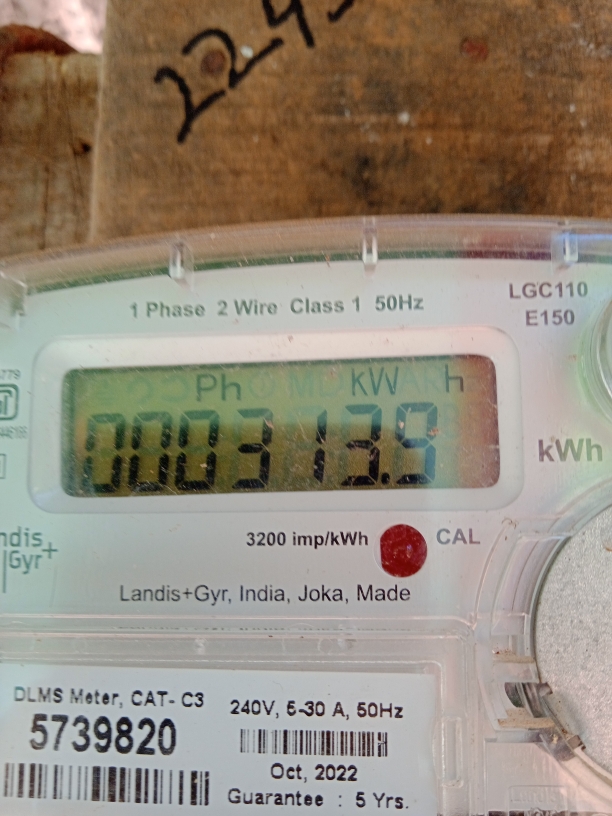 1 Phase 2 Wire Class 1 50Hz
LGC110
E150
Ph kWh
000313.9
kWh
3200 imp/kWh
CAL
Landis+Gyr, India, Joka, Made
DLMS Meter, CAT- C3
5739820
240V, 5-30 A, 50Hz
Oct, 2022
Guarantee : 5 Yrs.